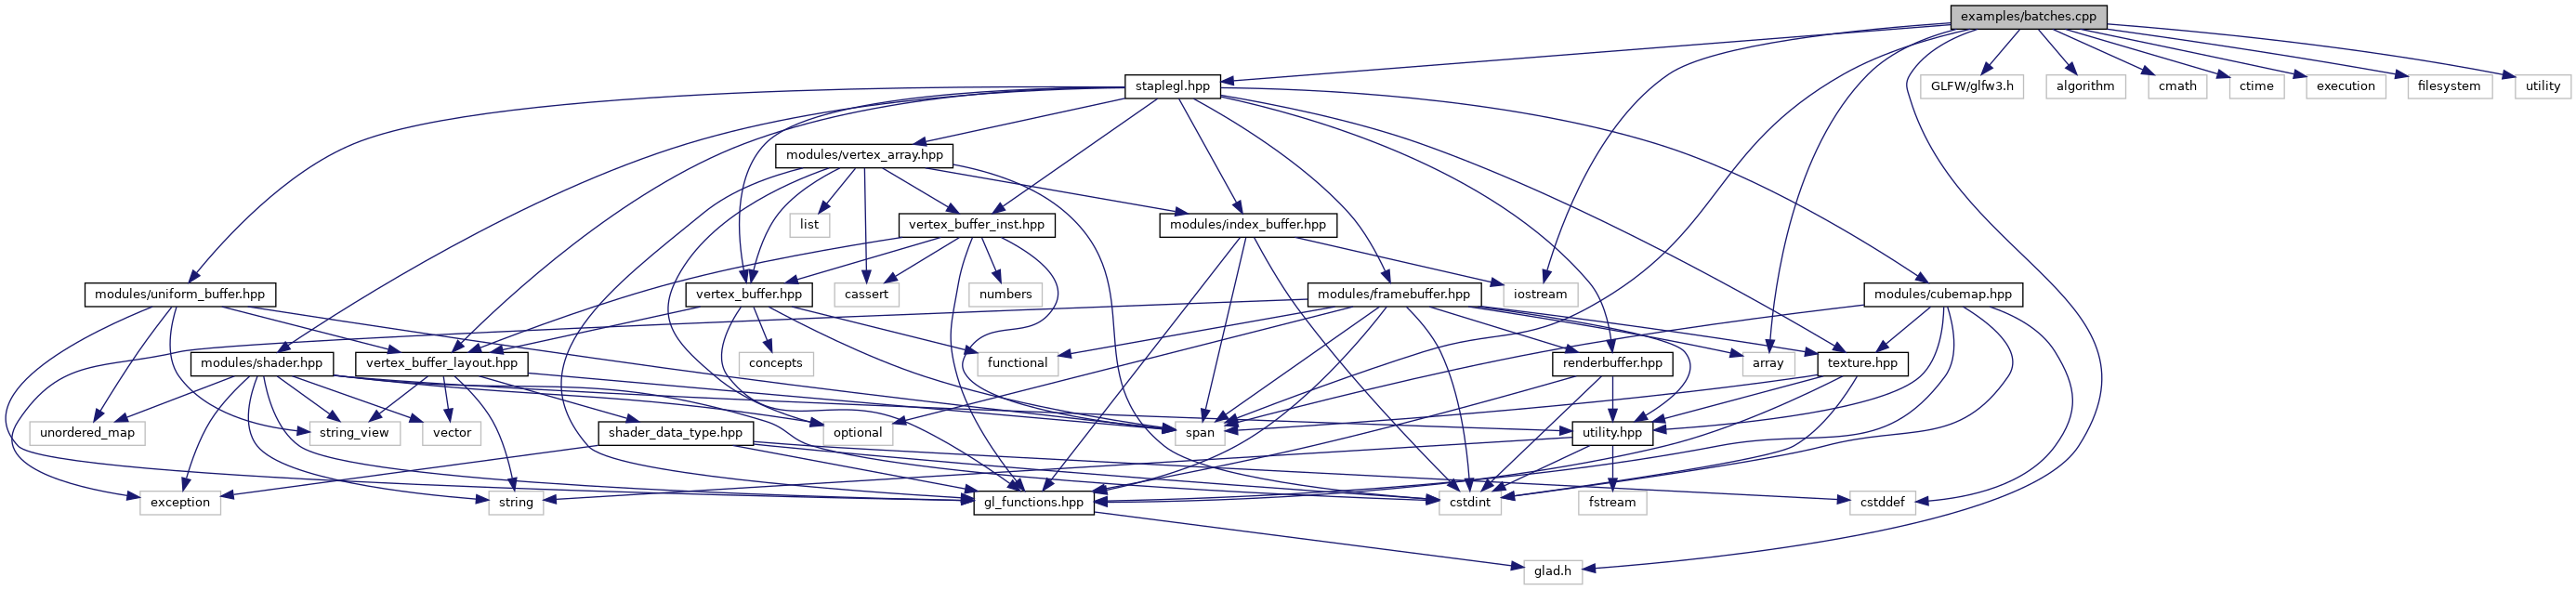 examples/batches.cpp
staplegl.hpp
GLFW/glfw3.h
algorithm
cmath
ctime
execution
filesystem
utility
modules/vertex_array.hpp
list
vertex_buffer_inst.hpp
modules/index_buffer.hpp
modules/uniform_buffer.hpp
vertex_buffer.hpp
cassert
numbers
modules/framebuffer.hpp
iostream
modules/cubemap.hpp
modules/shader.hpp
vertex_buffer_layout.hpp
concepts
functional
renderbuffer.hpp
array
texture.hpp
unordered_map
string_view
vector
shader_data_type.hpp
optional
span
utility.hpp
exception
string
gl_functions.hpp
cstdint
fstream
cstddef
glad.h